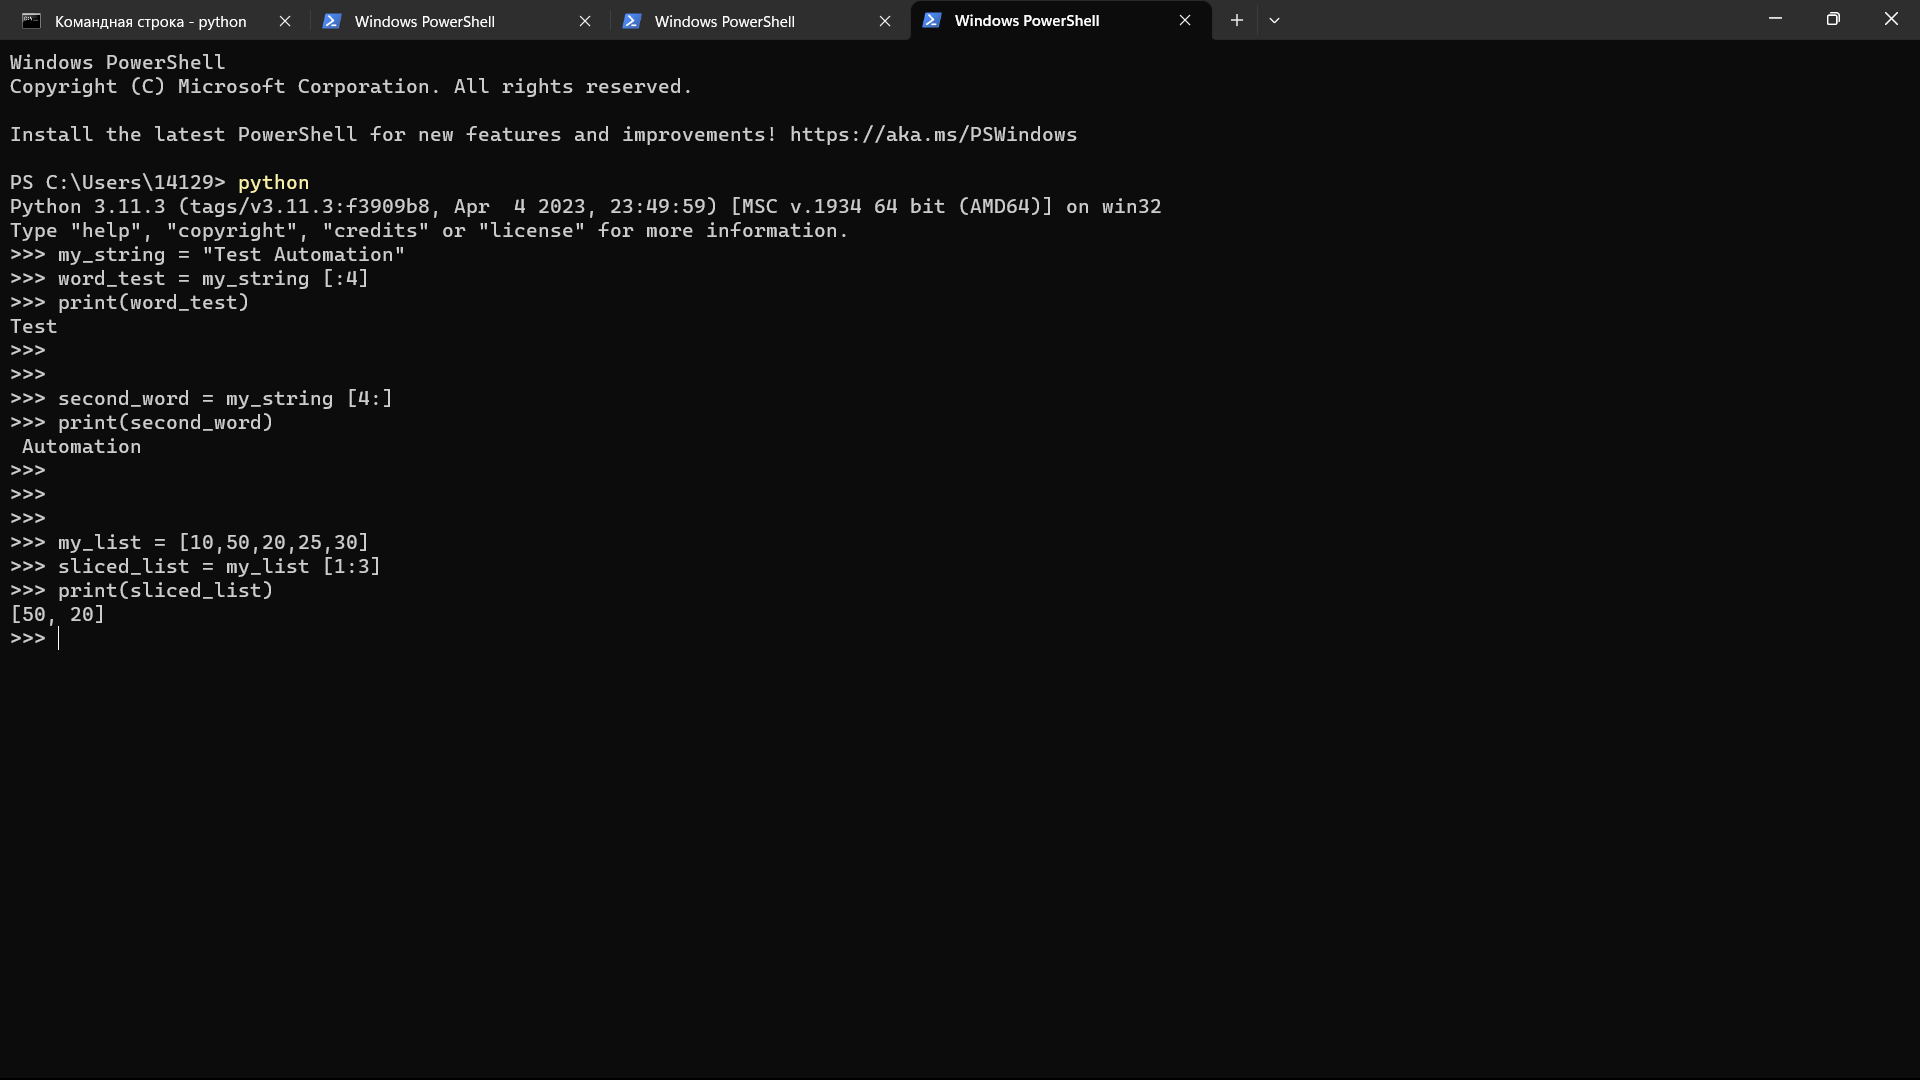 Командная строка - python
Windows PowerShell
Windows PowerShell
Windows PowerShell
Windows PowerShell
Copyright (C) Microsoft Corporation. All rights reserved.
Install the latest PowerShell for new features and improvements! https://aka.ms/PSWindows
PS C:\Users\14129> python
Python 3.11.3 (tags/v3.11.3:f3909b8, Apr  4 2023, 23:49:59) [MSC v.1934 64 bit (AMD64)] on win32
Type "help", "copyright", "credits" or "license" for more information.
>>> my_string = "Test Automation"
>>> word_test = my_string [:4]
>>> print(word_test)
Test
>>>
>>>
>>> second_word = my_string [4:]
>>> print(second_word)
 Automation
>>>
>>>
>>>
>>> my_list = [10,50,20,25,30]
>>> sliced_list = my_list [1:3]
>>> print(sliced_list)
[50, 20]
>>>